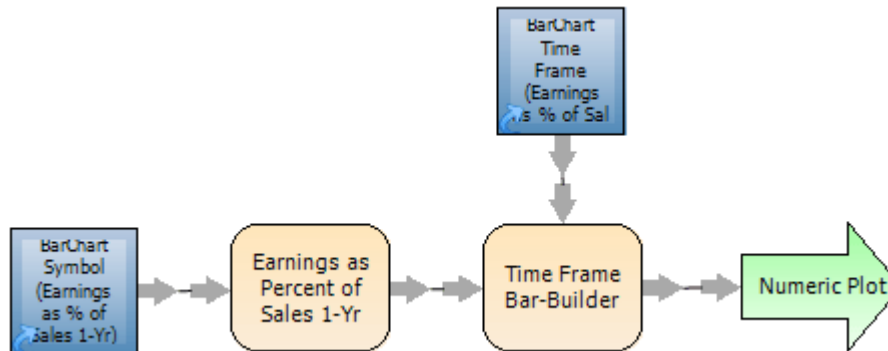 BarChart
Time
Frame
(Earnings
as % of Sal
BarChart
Symbol
(Earnings
as % of
Sales 1-Yr)
Earnings as
Percent of
Sales 1-Yr
Time Frame
Bar-Builder
Numeric Plot